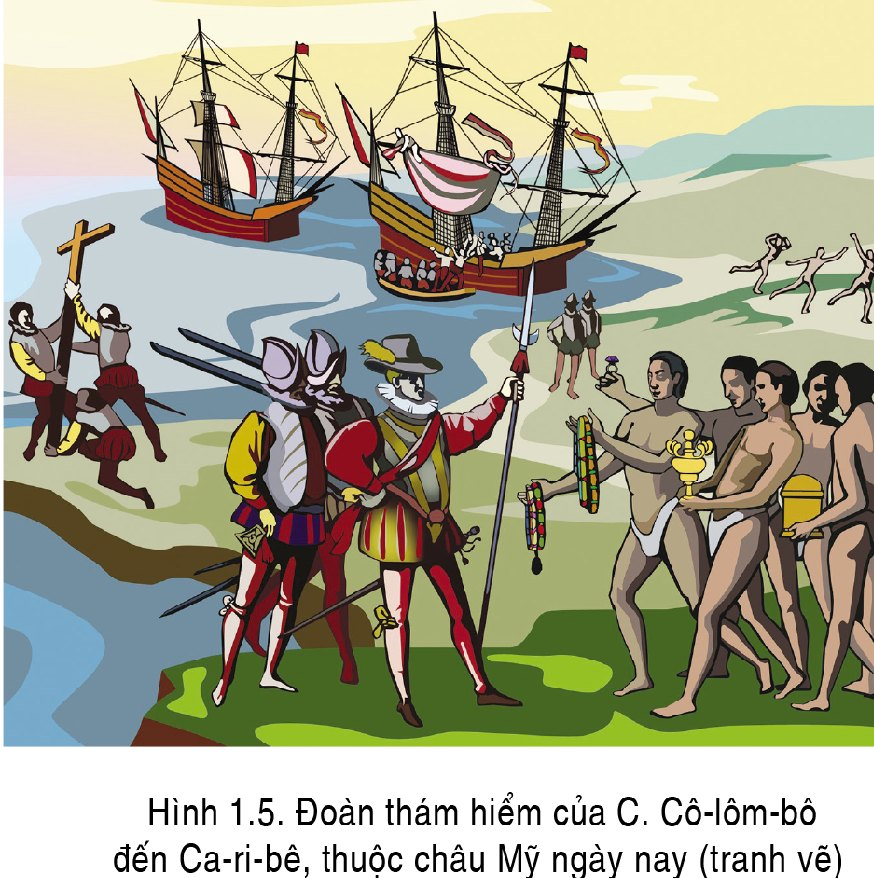 Hình 1.5. Đoàn thám hiểm của C. Cô-lôm-bô
đến Ca-ri-bê, thuộc châu Mỹ ngày nay (tranh vẽ)